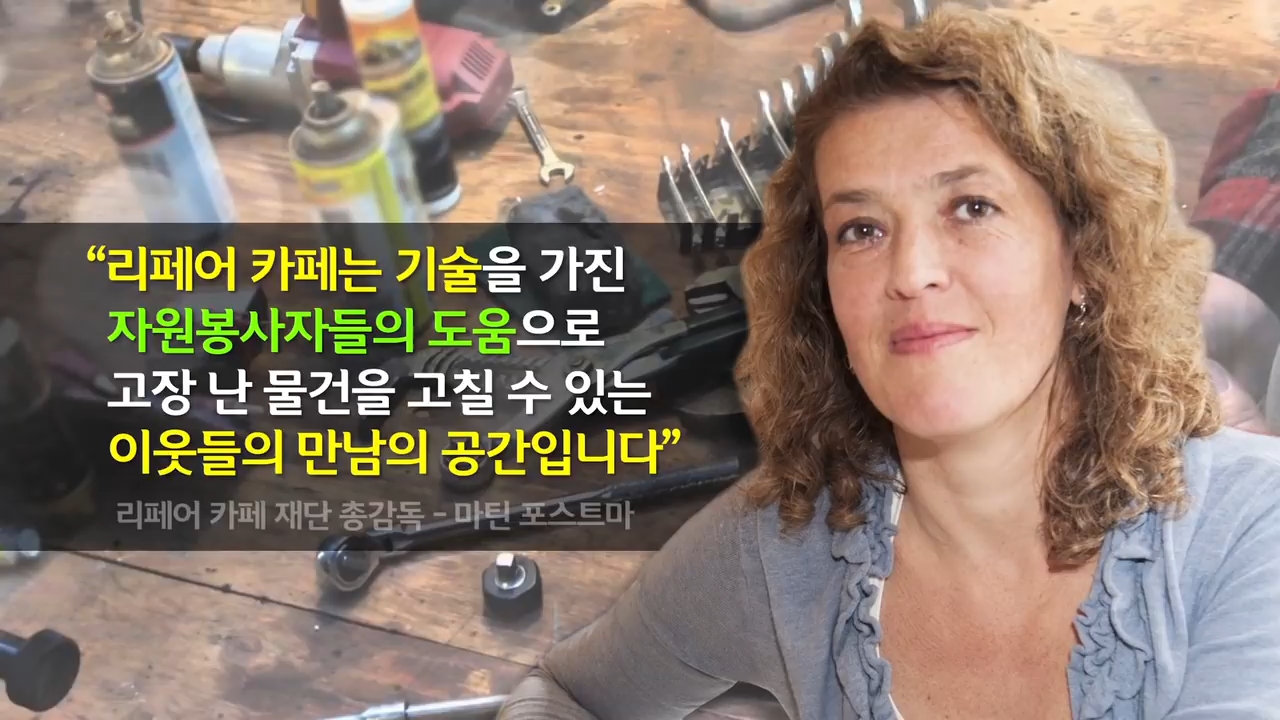 “리페어 카페는 기술을 가진
자원봉사자들의 도움으로
고장 난 물건을 고칠 수 있는
이웃들의 만남의 공간입니다”
리페어 카페 재단 총감독 - 마틴 포스트마